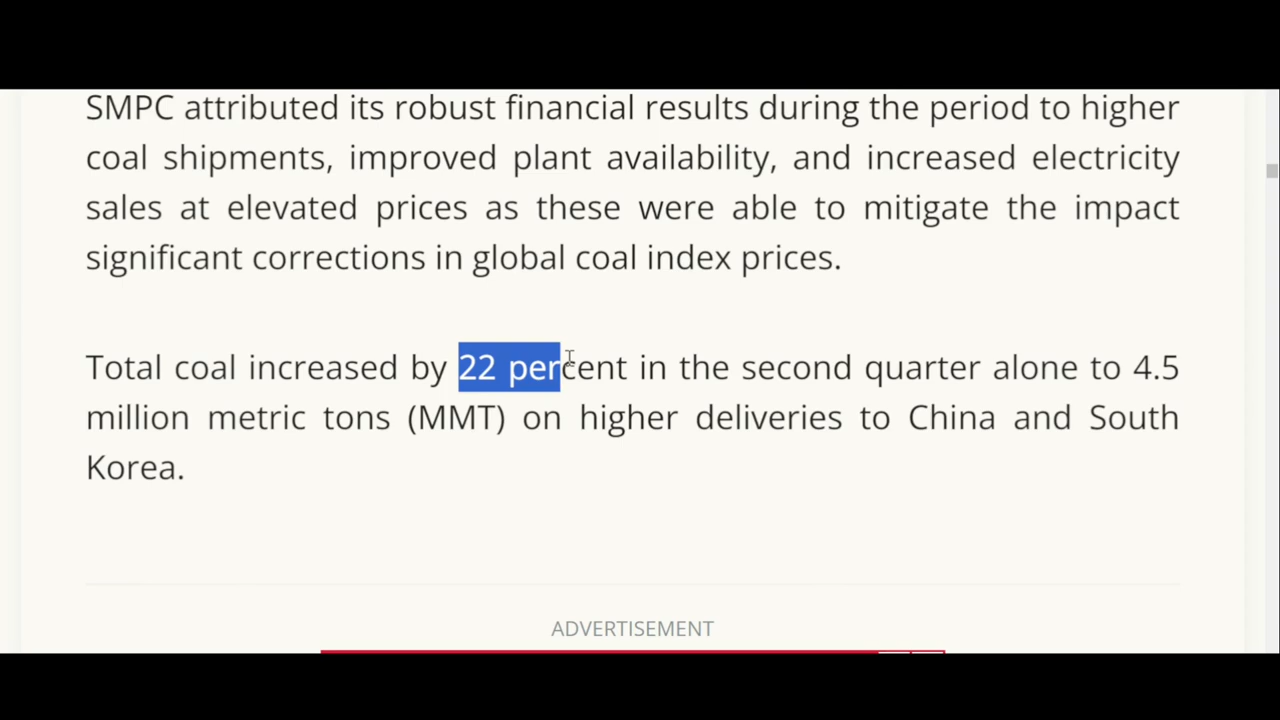 SMPC attributed its robust financial results during the period to higher
coal shipments, improved plant availability, and increased electricity
sales at elevated prices as these were able to mitigate the impact
significant corrections in global coal index prices.
Total coal increased by 22 percent in the second quarter alone to 4.5
million metric tons (MMT) on higher deliveries to China and South
Korea.
ADVERTISEMENT